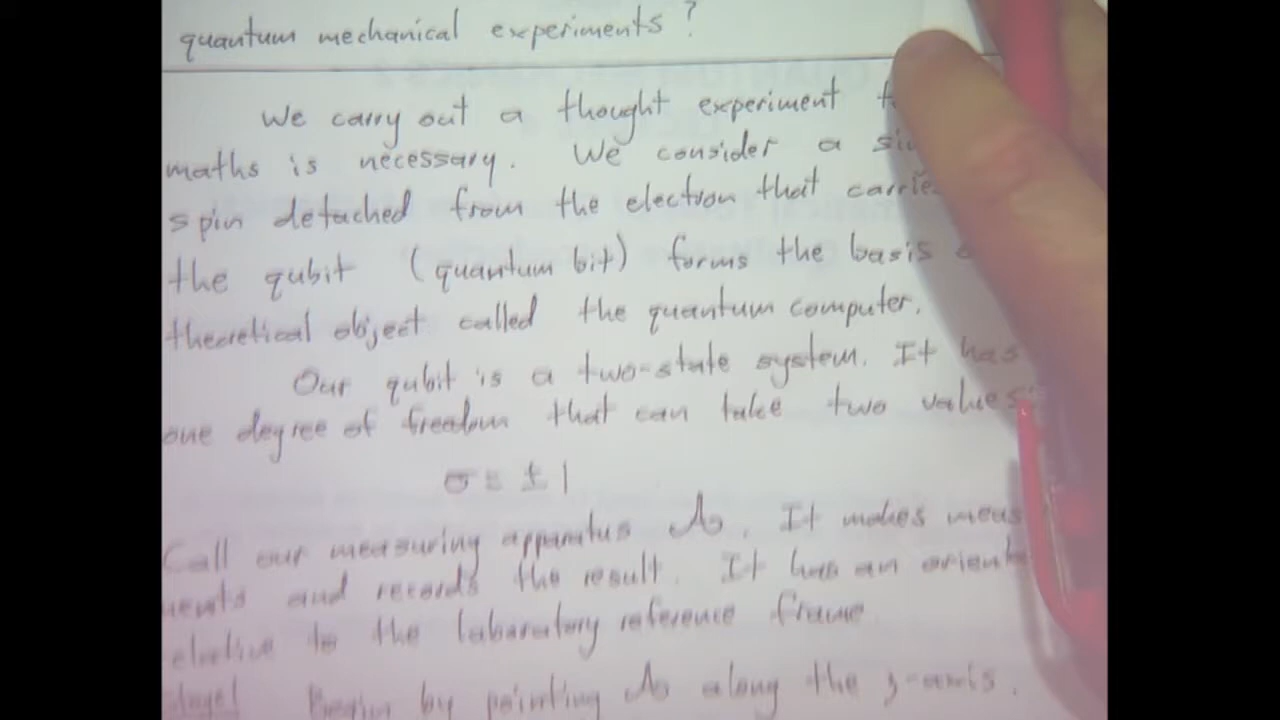 quantum mechanical experiments ?
We carry out a thought experiment
maths is necessary. We consider a
spin detached from the electron that
the qubit (quantum bit) forms the basis
theoretical object called the quantum computer.
Our qubit is a two-state system. It has
one degree of freedom that can take two values
σ = ± 1
Call our measuring apparatus A. It makes meas
ments and records the result. It has an orient
elative to the laboratory reference frame
Begin by pointing A along the z-axis.